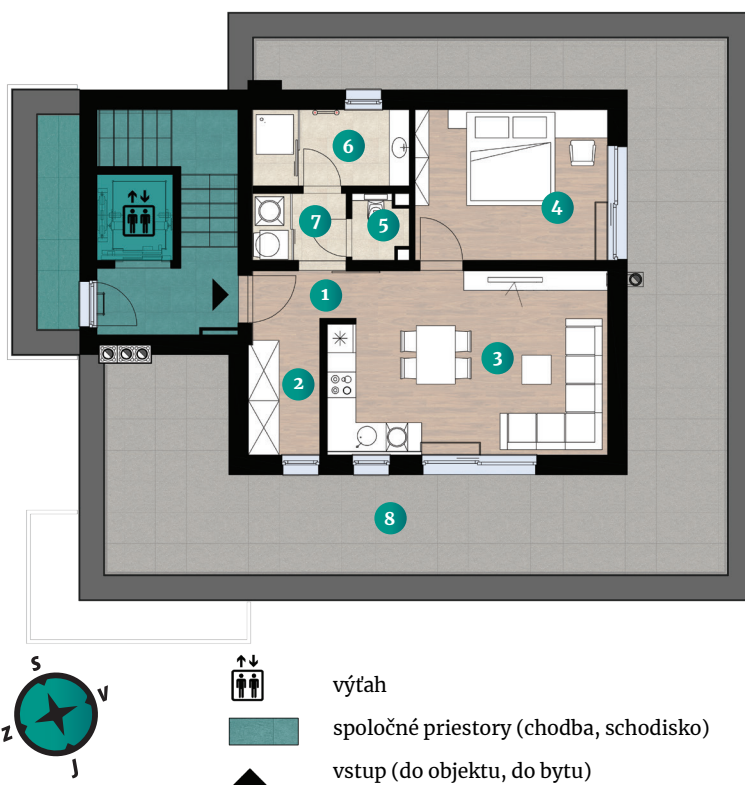 6
4
7
5
1
3
2
8
S
V
Z
J
výťah
spoločné priestory (chodba, schodisko)
vstup (do objektu, do bytu)